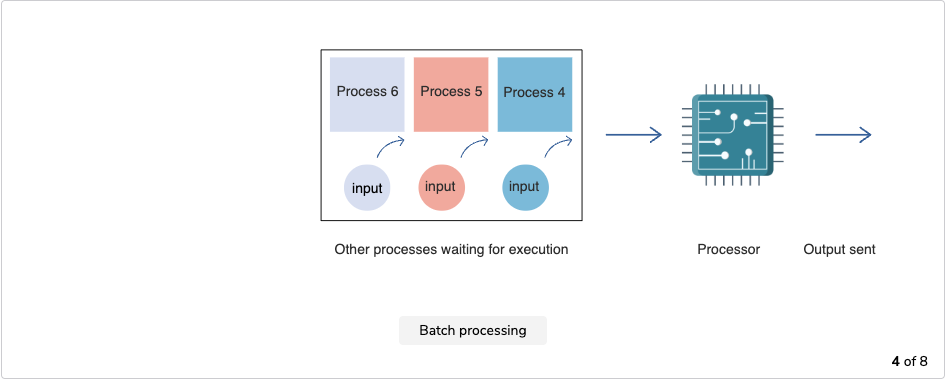 Process 6
Process 5
Process 4
input
input
input
Other processes waiting for execution
Processor
Output sent
Batch processing
4 of 8